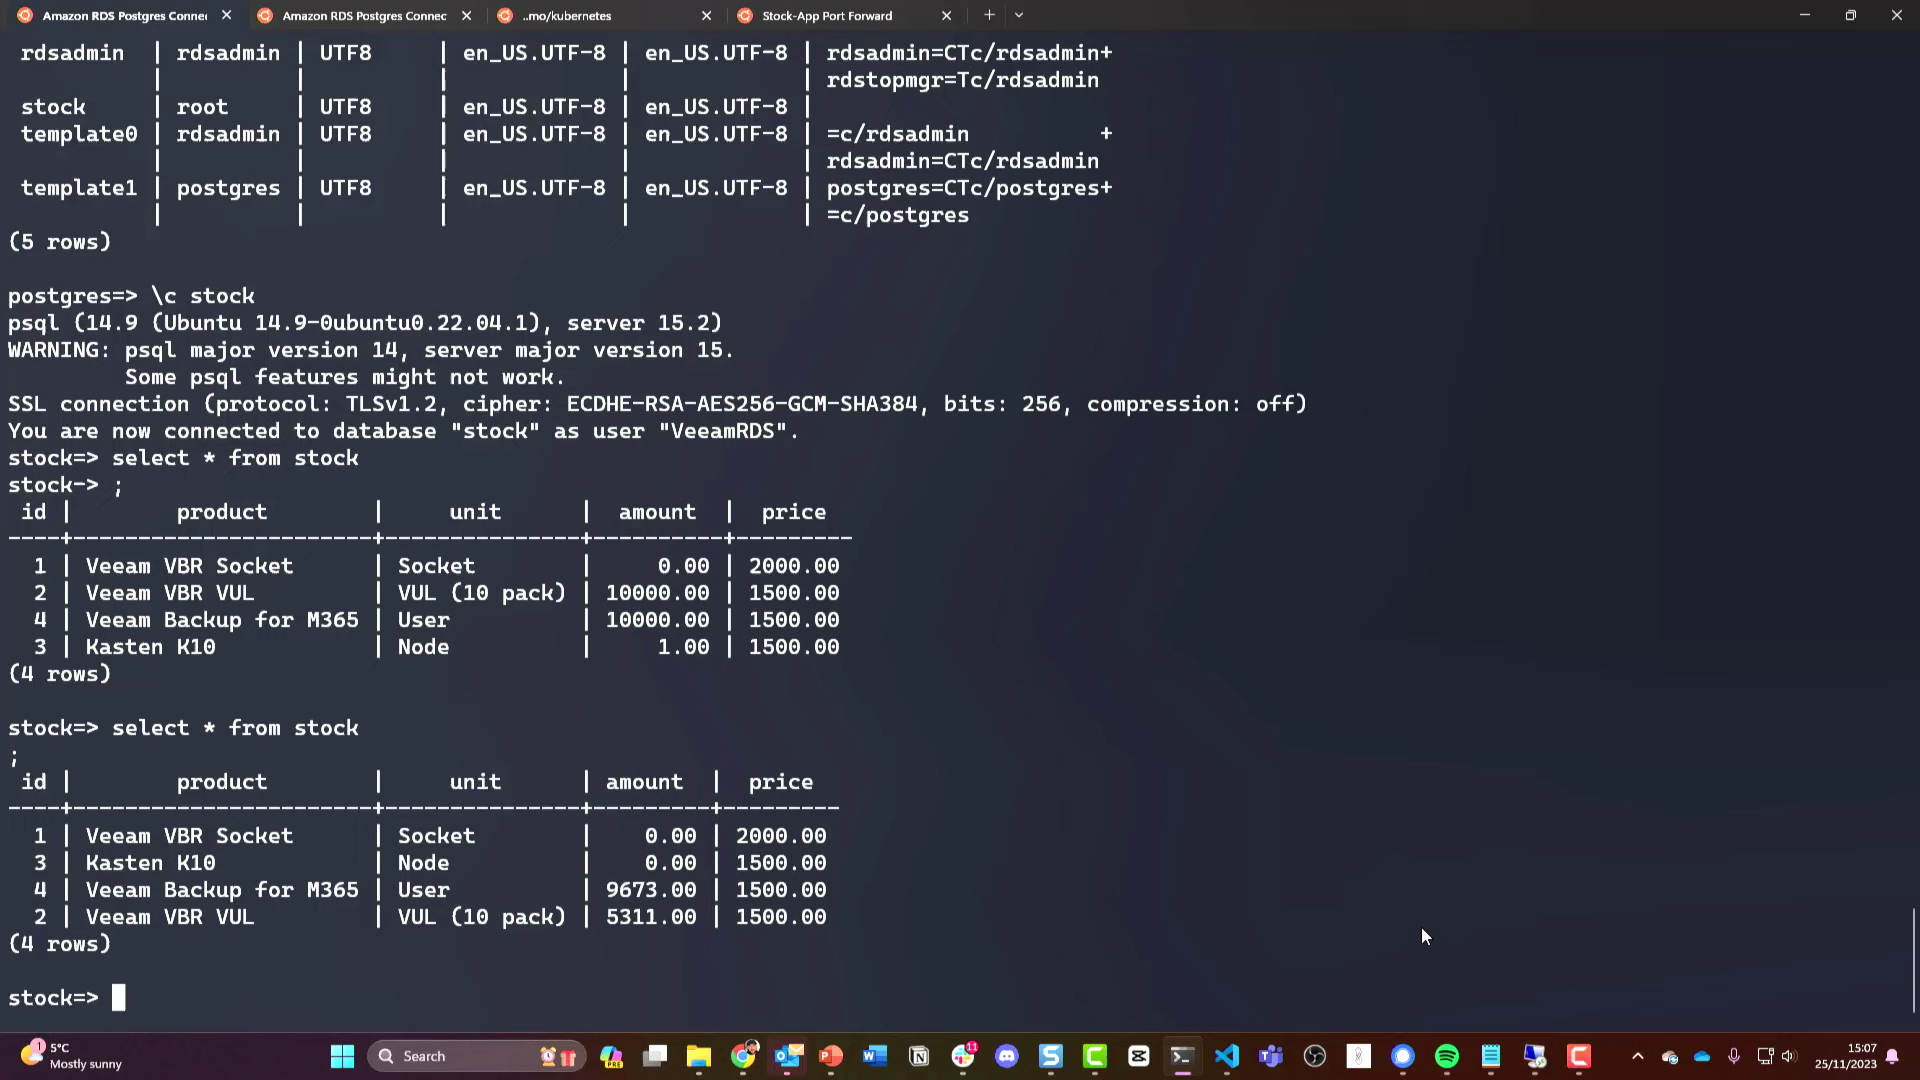 Amazon RDS Postgres Connec
Amazon RDS Postgres Connec
..mo/kubernetes
Stock-App Port Forward
rdsadmin | rdsadmin | UTF8 | en_US.UTF-8 | en_US.UTF-8 | rdsadmin=CTc/rdsadmin+
| | | | | rdstopmgr=Tc/rdsadmin
stock | root | UTF8 | en_US.UTF-8 | en_US.UTF-8 |
template0 | rdsadmin | UTF8 | en_US.UTF-8 | en_US.UTF-8 | =c/rdsadmin +
| | | | | rdsadmin=CTc/rdsadmin
template1 | postgres | UTF8 | en_US.UTF-8 | en_US.UTF-8 | postgres=CTc/postgres+
| | | | | =c/postgres
(5 rows)
postgres=> \c stock
psql (14.9 (Ubuntu 14.9-0ubuntu0.22.04.1), server 15.2)
WARNING: psql major version 14, server major version 15.
Some psql features might not work.
SSL connection (protocol: TLSv1.2, cipher: ECDHE-RSA-AES256-GCM-SHA384, bits: 256, compression: off)
You are now connected to database "stock" as user "VeeamRDS".
stock=> select * from stock
stock-> ;
id | product | unit | amount | price
----+-----------------------+---------------+----------+---------
1 | Veeam VBR Socket | Socket | 0.00 | 2000.00
2 | Veeam VBR VUL | VUL (10 pack) | 10000.00 | 1500.00
4 | Veeam Backup for M365 | User | 10000.00 | 1500.00
3 | Kasten K10 | Node | 1.00 | 1500.00
(4 rows)
stock=> select * from stock
;
id | product | unit | amount | price
----+-----------------------+---------------+---------+---------
1 | Veeam VBR Socket | Socket | 0.00 | 2000.00
3 | Kasten K10 | Node | 0.00 | 1500.00
4 | Veeam Backup for M365 | User | 9673.00 | 1500.00
2 | Veeam VBR VUL | VUL (10 pack) | 5311.00 | 1500.00
(4 rows)
stock=>
1
5°C
Mostly sunny
Search
PRE
11
15:07
25/11/2023